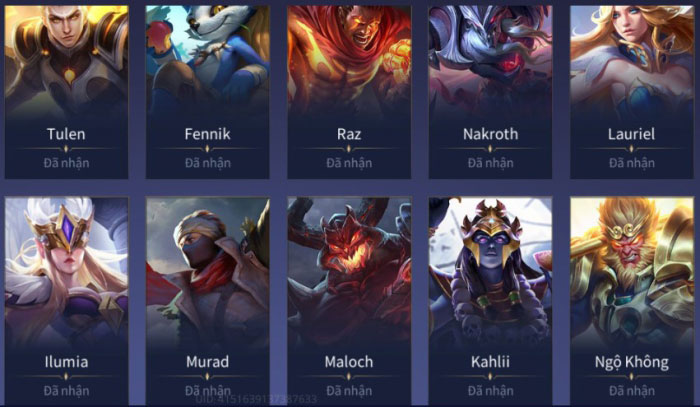 Tulen
Fennik
Raz
Nakroth
Lauriel
Đã nhận
Đã nhận
Đã nhận
Đã nhận
Đã nhận
Ilumia
Murad
Maloch
Kahlii
Ngộ Không
Đã nhận
Đã nhận
Đã nhận
Đã nhận
Đã nhận
UID: 4151639137387633